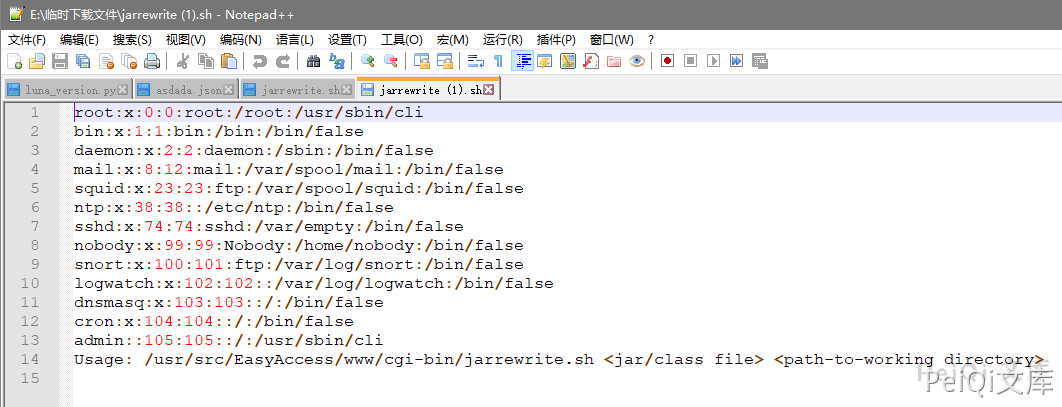 E:\临时下载文件\jarrewrite (1).sh - Notepad++
文件(F) 编辑(E) 搜索(S) 视图(V) 编码(N) 语言(L) 设置(T) 工具(O) 宏(M) 运行(R) 插件(P) 窗口(W) ?
luna_version.py asdada.json jarrewrite.sh jarrewrite (1).sh
1 root:x:0:0:root:/root:/usr/sbin/cli
2 bin:x:1:1:bin:/bin:/bin/false
3 daemon:x:2:2:daemon:/sbin:/bin/false
4 mail:x:8:12:mail:/var/spool/mail:/bin/false
5 squid:x:23:23:ftp:/var/spool/squid:/bin/false
6 ntp:x:38:38::/etc/ntp:/bin/false
7 sshd:x:74:74:sshd:/var/empty:/bin/false
8 nobody:x:99:99:Nobody:/home/nobody:/bin/false
9 snort:x:100:101:ftp:/var/log/snort:/bin/false
10 logwatch:x:102:102::/var/log/logwatch:/bin/false
11 dnsmasq:x:103:103::/:/bin/false
12 cron:x:104:104::/:/bin/false
13 admin::105:105::/:/usr/sbin/cli
14 Usage: /usr/src/EasyAccess/www/cgi-bin/jarrewrite.sh <jar/class file> <path-to-working directory>
15
PeiQi文库
PeiQi文库